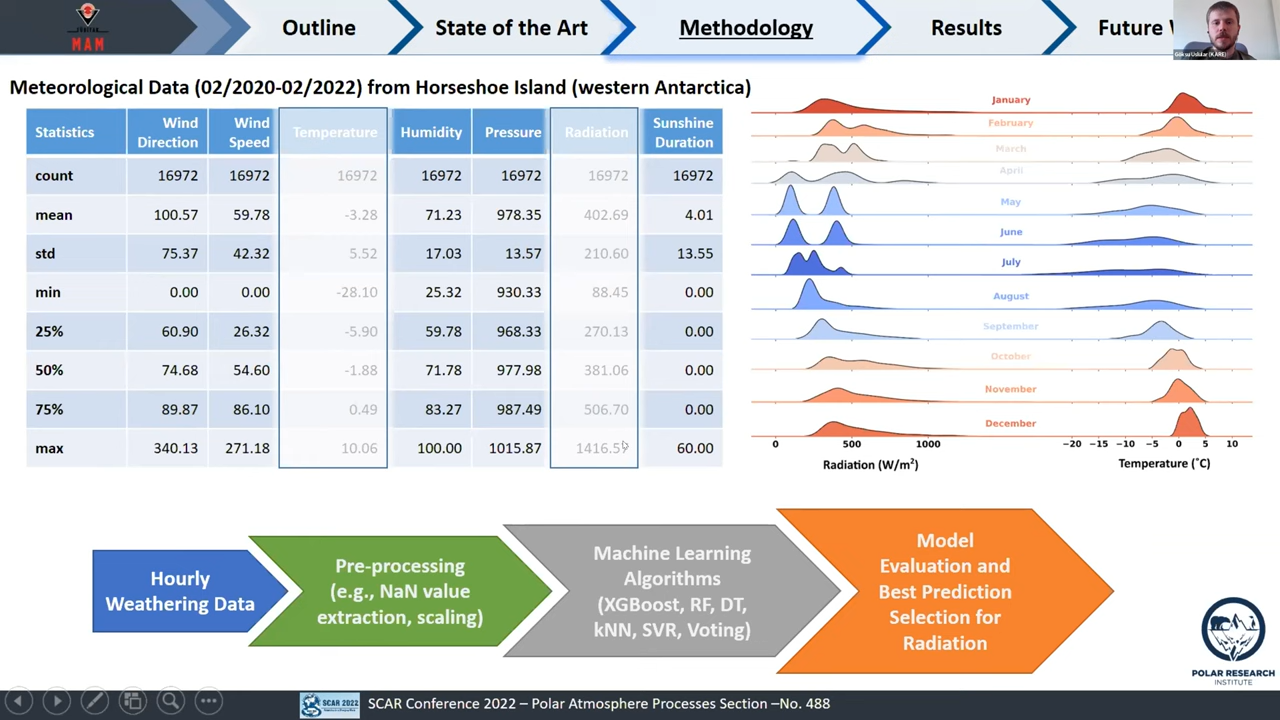 Outline
State of the Art
Methodology
Results
Future
MAM
Göksu Uslular (KARE)
Meteorological Data (02/2020-02/2022) from Horseshoe Island (western Antarctica)
Statistics Wind Direction Wind Speed Temperature Humidity Pressure Radiation Sunshine Duration
count 16972 16972 16972 16972 16972 16972 16972
mean 100.57 59.78 -3.28 71.23 978.35 402.69 4.01
std 75.37 42.32 5.52 17.03 13.57 210.60 13.55
min 0.00 0.00 -28.10 25.32 930.33 88.45 0.00
25% 60.90 26.32 -5.90 59.78 968.33 270.13 0.00
50% 74.68 54.60 -1.88 71.78 977.98 381.06 0.00
75% 89.87 86.10 0.49 83.27 987.49 506.70 0.00
max 340.13 271.18 10.06 100.00 1015.87 1416.59 60.00
January
February
March
April
May
June
July
August
September
October
November
December
0 500 1000
-20 -15 -10 -5 0 5 10
Radiation (W/m²)
Temperature (˚C)
Hourly
Weathering Data
Pre-processing
(e.g., NaN value
extraction, scaling)
Machine Learning
Algorithms
(XGBoost, RF, DT,
kNN, SVR, Voting)
Model
Evaluation and
Best Prediction
Selection for
Radiation
POLAR RESEARCH
INSTITUTE
SCAR 2022
SCAR Conference 2022 – Polar Atmosphere Processes Section –No. 488